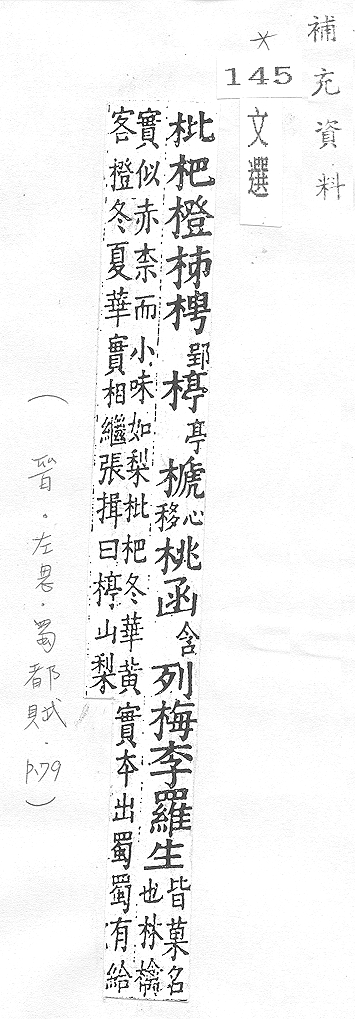 補充資料
*
145
文選
枇杷橙柹梬郢楟亭榹心移桃函含列梅李羅生皆菓名
也林檎
實似赤柰而小味如梨枇杷冬華黃
實本出蜀蜀有給
客橙冬夏華實相繼張揖曰楟山梨
（晉。左思．蜀都賦．P.79）